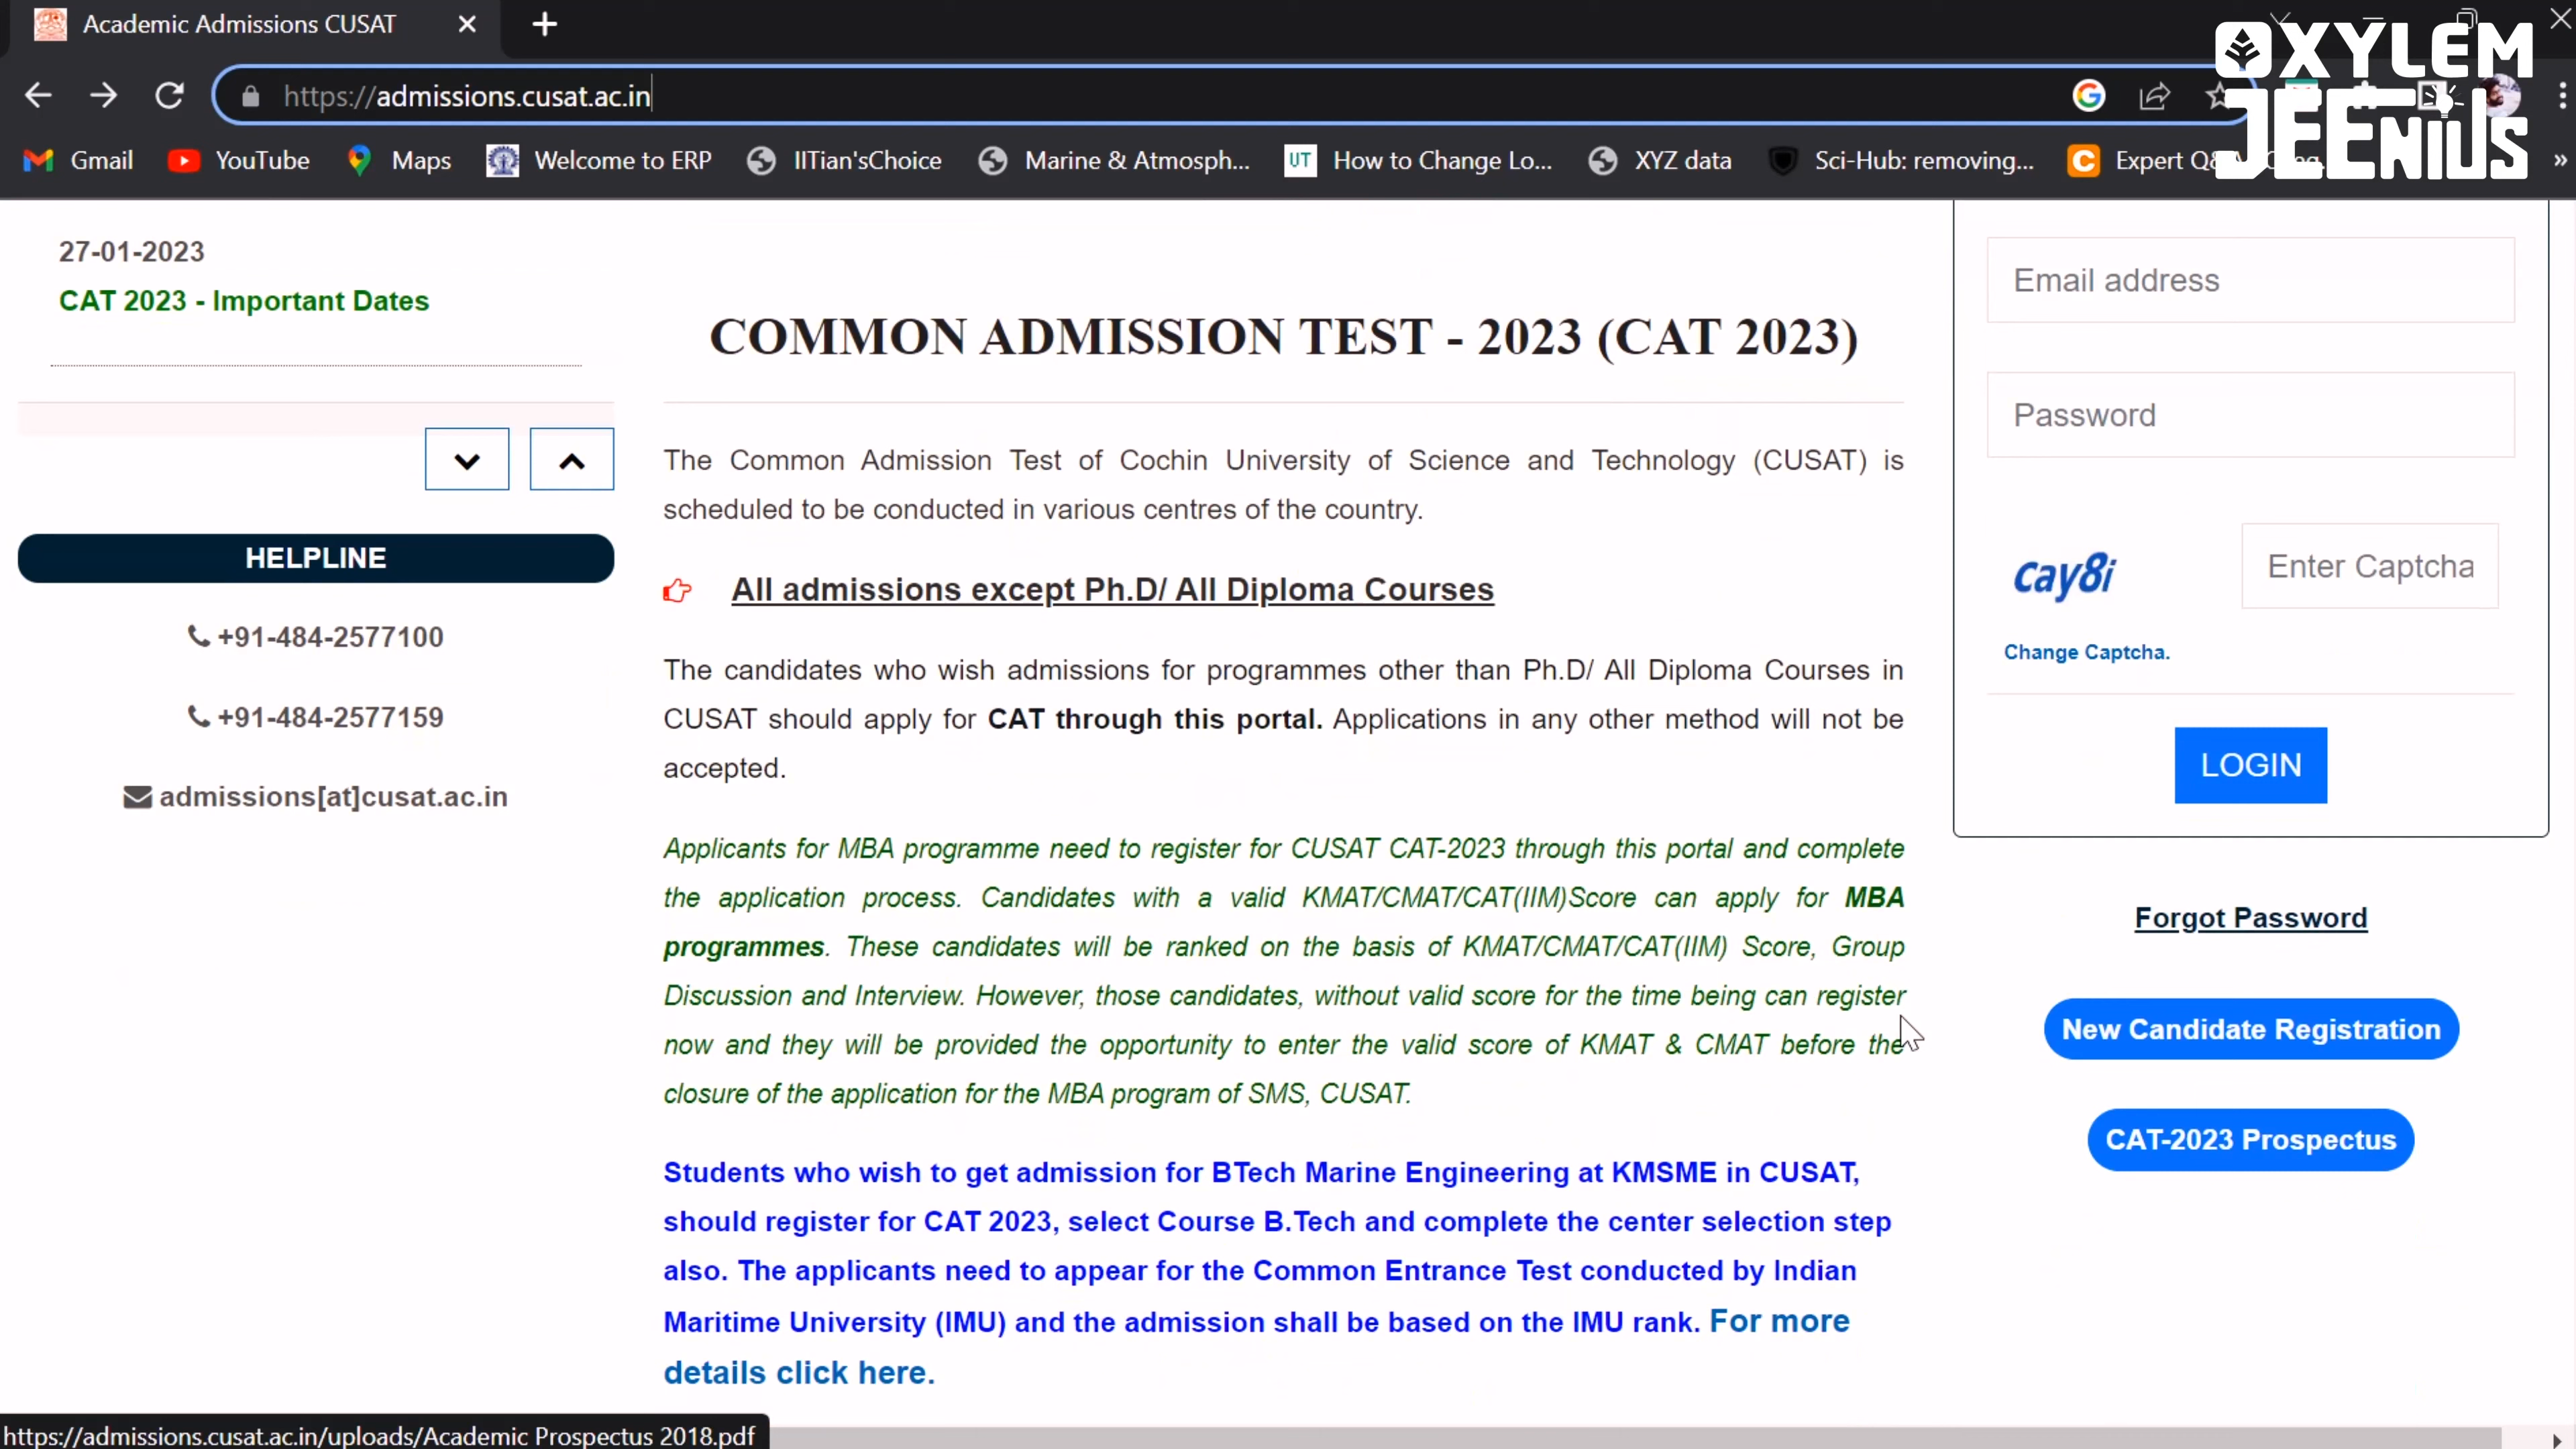 Academic Admissions CUSAT
https://admissions.cusat.ac.in
OXYLEM
JEENIUS
Gmail
YouTube
Maps
Welcome to ERP
IITian'sChoice
Marine & Atmosph...
UT
How to Change Lo...
XYZ data
Sci-Hub: removing...
Expert
27-01-2023
CAT 2023 - Important Dates
HELPLINE
+91-484-2577100
+91-484-2577159
admissions[at]cusat.ac.in
COMMON ADMISSION TEST - 2023 (CAT 2023)
The Common Admission Test of Cochin University of Science and Technology (CUSAT) is
scheduled to be conducted in various centres of the country.
All admissions except Ph.D/ All Diploma Courses
The candidates who wish admissions for programmes other than Ph.D/ All Diploma Courses in
CUSAT should apply for CAT through this portal. Applications in any other method will not be
accepted.
Applicants for MBA programme need to register for CUSAT CAT-2023 through this portal and complete
the application process. Candidates with a valid KMAT/CMAT/CAT(IIM)Score can apply for MBA
programmes. These candidates will be ranked on the basis of KMAT/CMAT/CAT(IIM) Score, Group
Discussion and Interview. However, those candidates, without valid score for the time being can register
now and they will be provided the opportunity to enter the valid score of KMAT & CMAT before the
closure of the application for the MBA program of SMS, CUSAT.
Students who wish to get admission for BTech Marine Engineering at KMSME in CUSAT,
should register for CAT 2023, select Course B.Tech and complete the center selection step
also. The applicants need to appear for the Common Entrance Test conducted by Indian
Maritime University (IMU) and the admission shall be based on the IMU rank. For more
details click here.
Email address
Password
cay8i
Enter Captcha
Change Captcha.
LOGIN
Forgot Password
New Candidate Registration
CAT-2023 Prospectus
https://admissions.cusat.ac.in/uploads/Academic Prospectus 2018.pdf